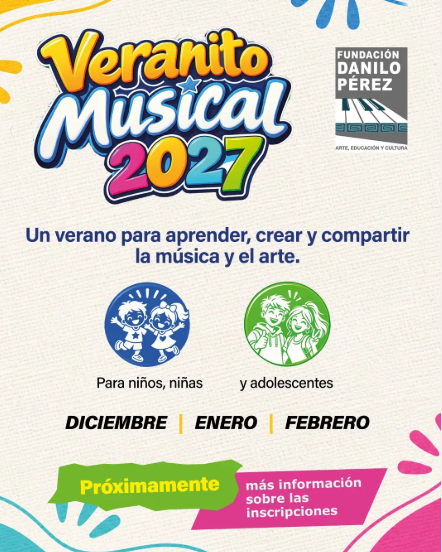 Veranito
Musical
2027
FUNDACIÓN
DANILO
PÉREZ
ARTE, EDUCACIÓN Y CULTURA
Un verano para aprender, crear y compartir
la música y el arte.
Para niños, niñas
y adolescentes
DICIEMBRE | ENERO | FEBRERO
Próximamente
más información
sobre las
inscripciones